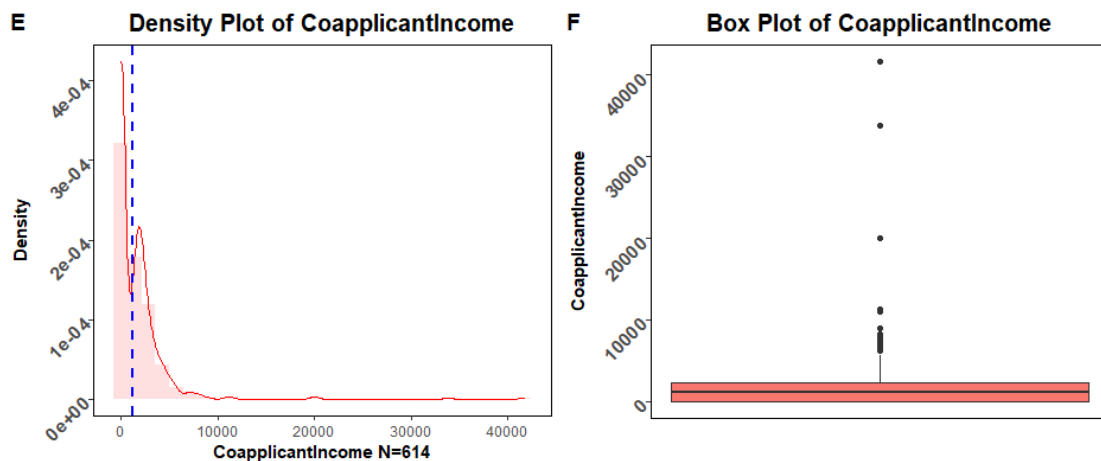 E
Density Plot of CoapplicantIncome
Density
4e-04
3e-04
2e-04
1e-04
0e+00
0 10000 20000 30000 40000
CoapplicantIncome N=614
F
Box Plot of CoapplicantIncome
CoapplicantIncome
40000
30000
20000
10000
0